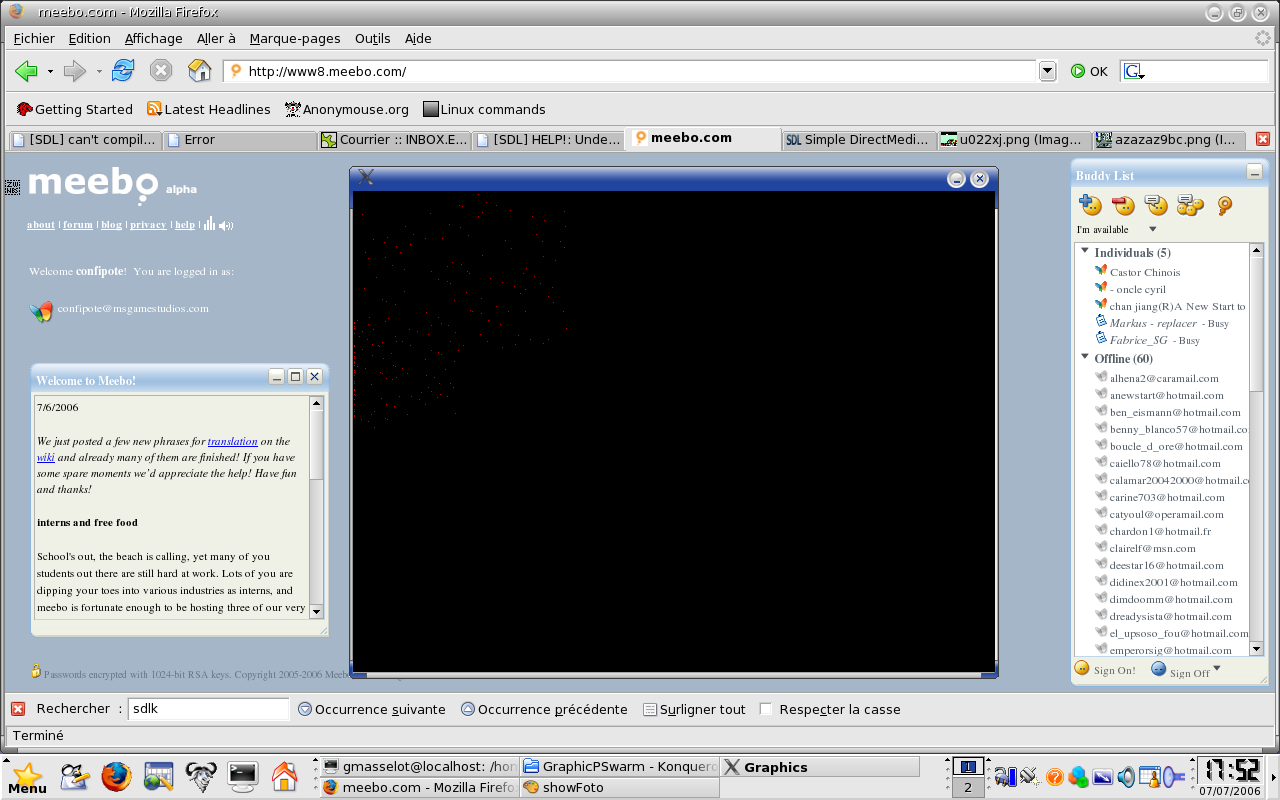 meebo.com - Mozilla Firefox
Fichier Edition Affichage Aller à Marque-pages Outils Aide
http://www8.meebo.com/ OK
Getting Started Latest Headlines Anonymouse.org Linux commands
[SDL] can't compil... Error Courrier :: INBOX.E... [SDL] HELP!: Unde... meebo.com SDL Simple DirectMedi... u022xj.png (Imag... azazaz9bc.png (I...
meebo alpha
about | forum | blog | privacy | help |
Welcome confipote! You are logged in as:
confipote@msgamestudios.com
Welcome to Meebo!
7/6/2006
We just posted a few new phrases for translation on the
wiki and already many of them are finished! If you have
some spare moments we'd appreciate the help! Have fun
and thanks!
interns and free food
School's out, the beach is calling, yet many of you
students out there are still hard at work. Lots of you are
dipping your toes into various industries as interns, and
meebo is fortunate enough to be hosting three of our very
Passwords encrypted with 1024-bit RSA keys. Copyright 2005-2006 Meebo
Buddy List
I'm available
Individuals (5)
Castor Chinois
- oncle cyril
chan jiang(R)A New Start to
Markus - replacer - Busy
Fabrice_SG - Busy
Offline (60)
alhena2@caramail.com
anewstart@hotmail.com
ben_eismann@hotmail.com
benny_blanco57@hotmail.co
boucle_d_ore@hotmail.com
caiello78@hotmail.com
calamar20042000@hotmail.c
carine703@hotmail.com
catyoul@operamail.com
chardon1@hotmail.fr
clairelf@msn.com
deestar16@hotmail.com
didinex2001@hotmail.com
dimdoomm@hotmail.com
dreadysista@hotmail.com
el_upsoso_fou@hotmail.com
emperorsig@hotmail.com
Sign On! Sign Off
Rechercher : sdlk Occurrence suivante Occurrence précédente Surligner tout Respecter la casse
Terminé
Menu
gmasselot@localhost: /hon
GraphicPSwarm - Konquero
Graphics
meebo.com - Mozilla Firefo
showFoto
1
2
17:52
07/07/2006